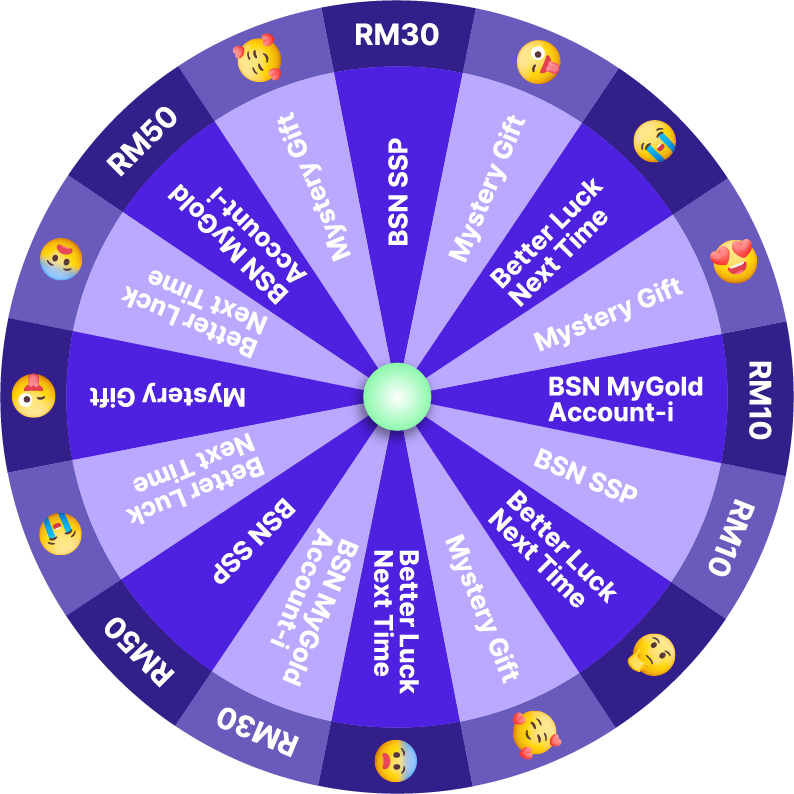 RM30
BSN SSP
Mystery Gift
Better Luck
Next Time
Mystery Gift
RM10
BSN MyGold
Account-i
RM10
BSN SSP
Better Luck
Next Time
Mystery Gift
Better Luck
Next Time
RM30
BSN MyGold
Account-i
RM50
BSN SSP
Better Luck
Next Time
Mystery Gift
Better Luck
Next Time
RM50
BSN MyGold
Account-i
Mystery Gift